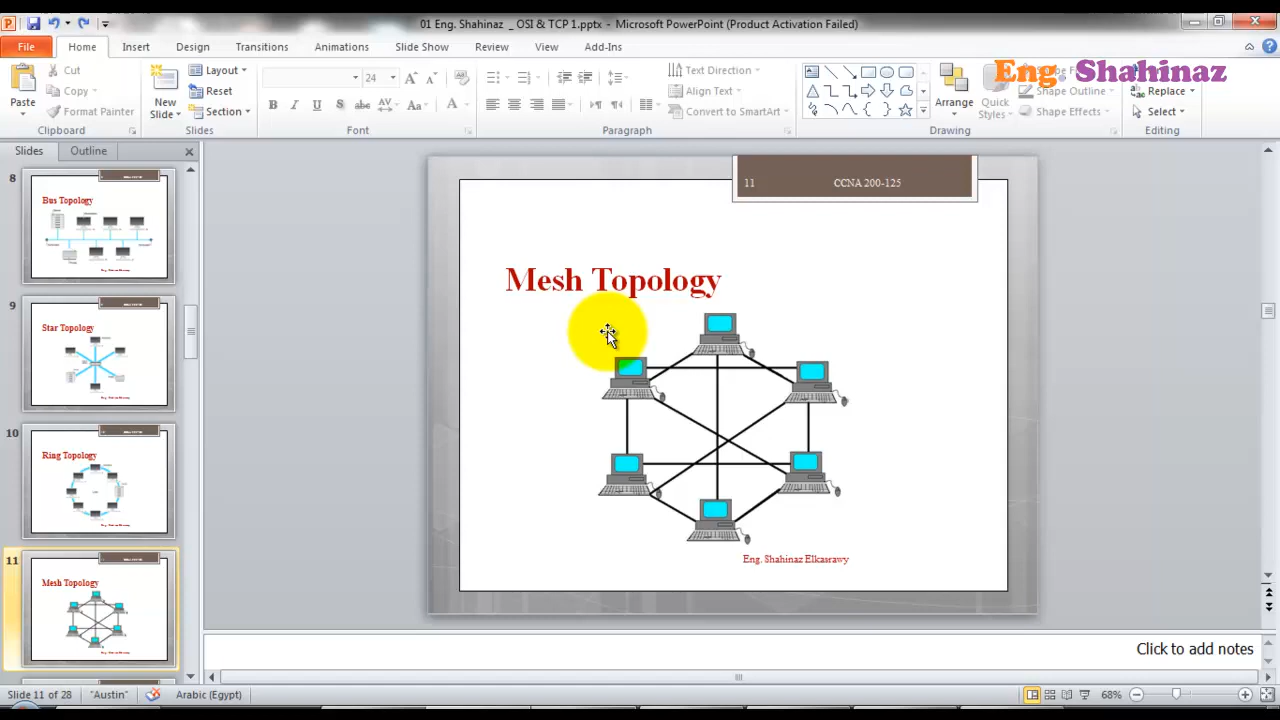 01 Eng. Shahinaz _ OSI & TCP 1.pptx - Microsoft PowerPoint (Product Activation Failed)
File Home Insert Design Transitions Animations Slide Show Review View Add-Ins
Eng. Shahinaz
Paste
Cut
Copy
Format Painter
Clipboard
New
Slide
Layout
Reset
Section
Slides
24
Font
Text Direction
Align Text
Convert to SmartArt
Paragraph
Arrange
Quick
Styles
Shape Outline
Shape Effects
Drawing
Replace
Select
Editing
Slides Outline
8
Bus Topology
9
Star Topology
10
Ring Topology
11
Mesh Topology
11 CCNA 200-125
Mesh Topology
Eng. Shahinaz Elkasrawy
Click to add notes
Slide 11 of 28 "Austin" Arabic (Egypt) 68%